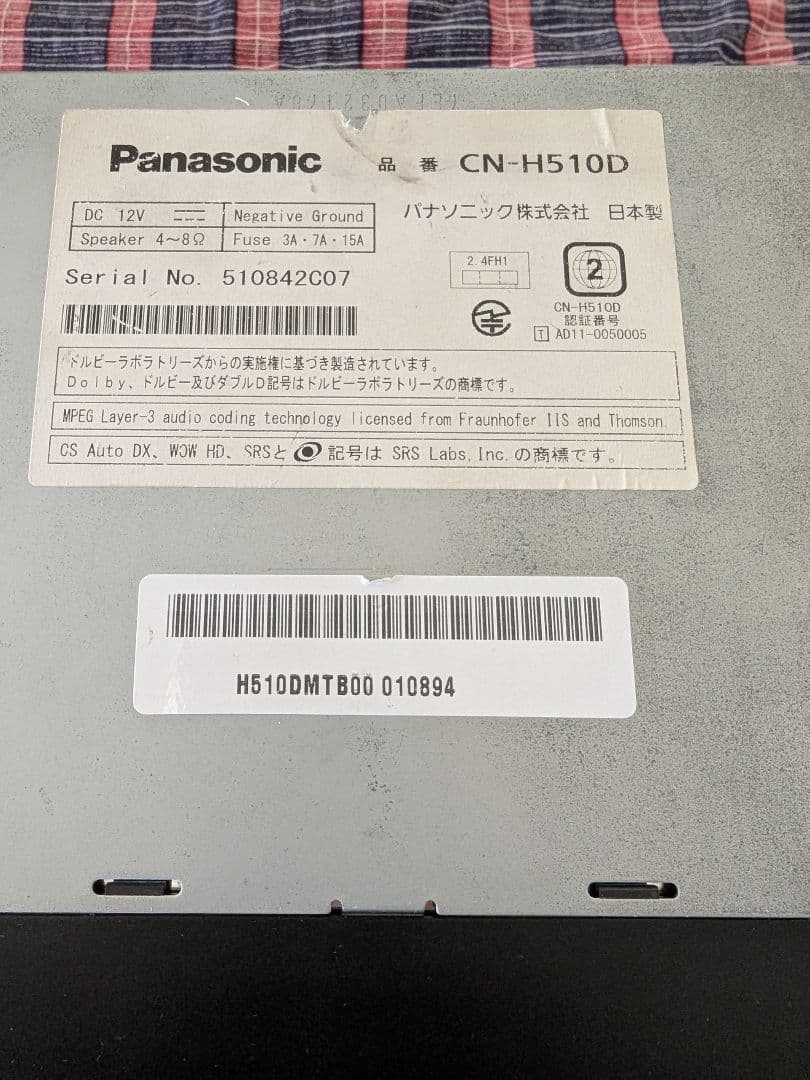 Panasonic 品番 CN-H510D
パナソニック株式会社 日本製
DC 12V Negative Ground
Speaker 4～8Ω Fuse 3A・7A・15A
Serial No. 510842C07
2.4FH1
2
CN-H510D
認証番号
T AD11-0050005
ドルビーラボラトリーズからの実施権に基づき製造されています。
Dolby、ドルビー及びダブルD記号はドルビーラボラトリーズの商標です。
MPEG Layer-3 audio coding technology licensed from Fraunhofer IIS and Thomson.
CS Auto DX、WOW HD、SRSと 記号は SRS Labs,Inc.の商標です。
H510DMTB00 010894